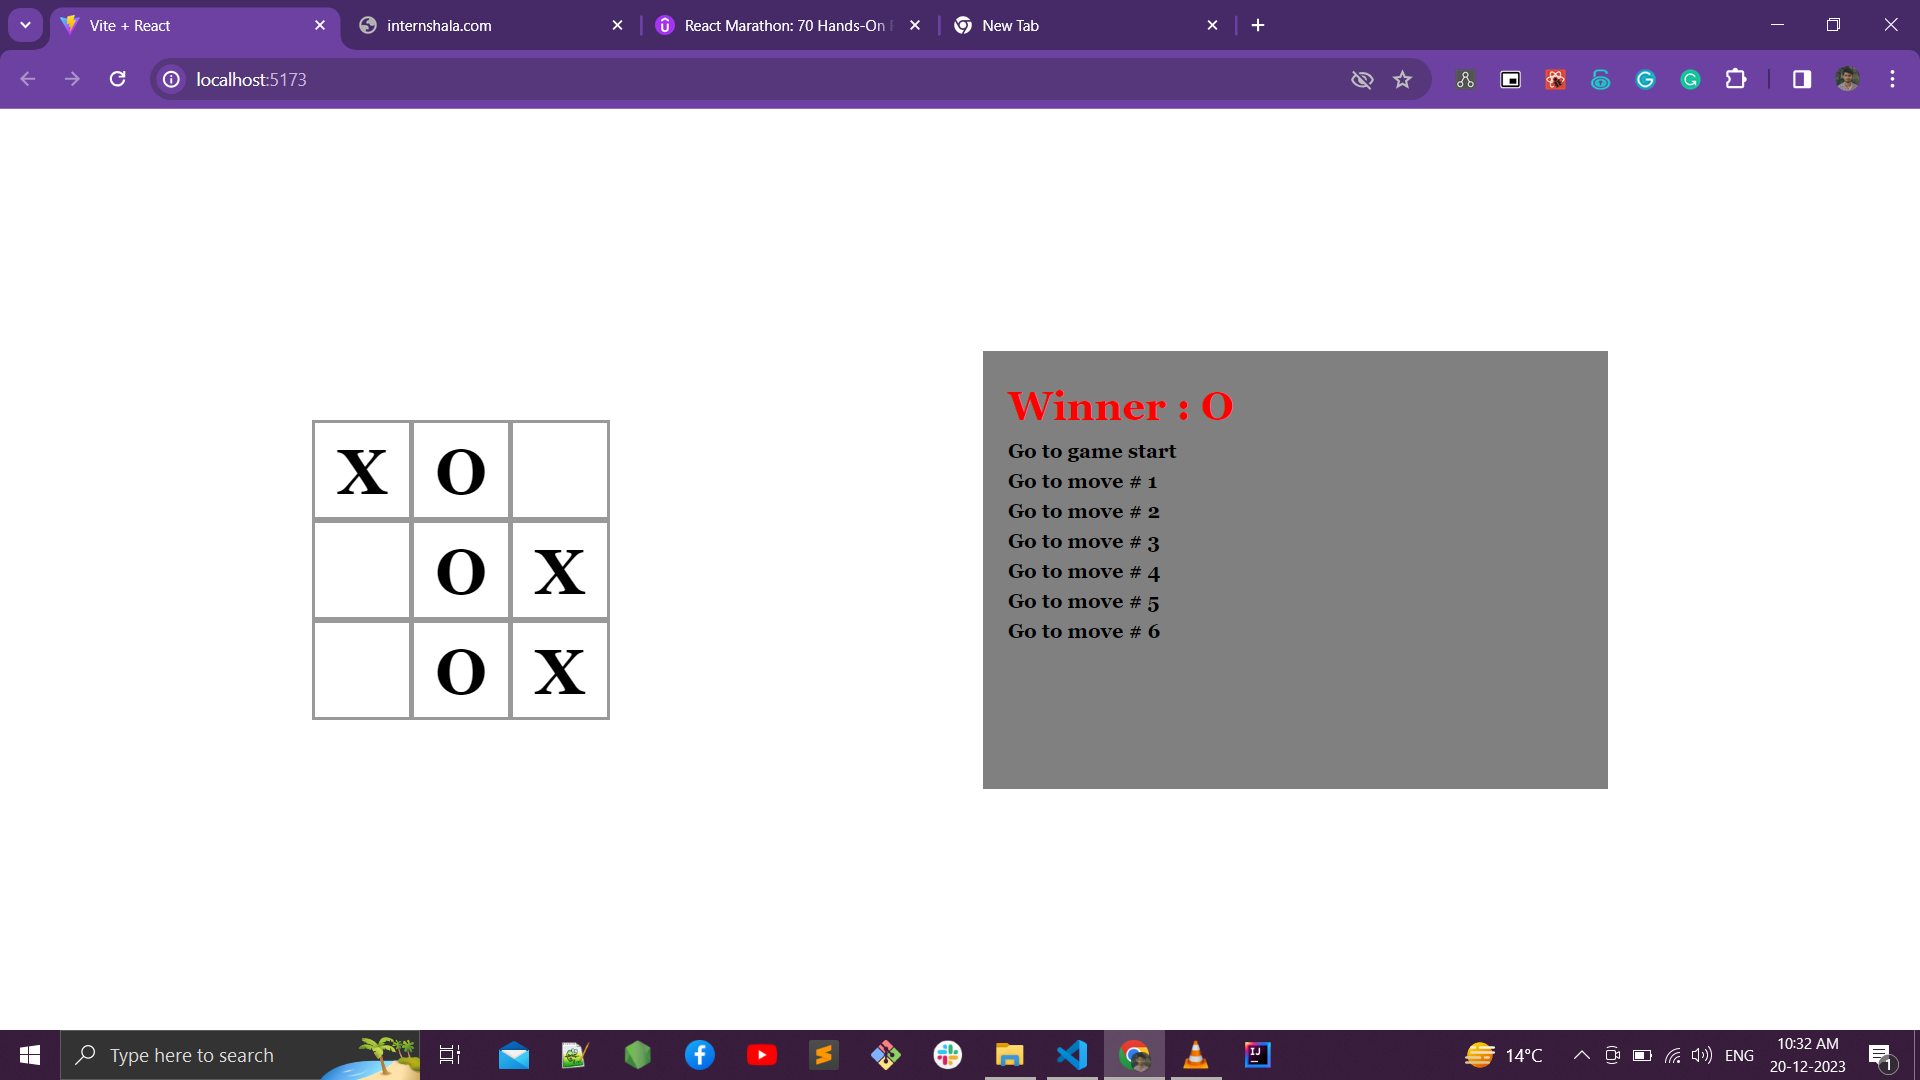 Vite + React
internshala.com
React Marathon: 70 Hands-On
New Tab
localhost:5173
X O
O X
O X
Winner : O
Go to game start
Go to move # 1
Go to move # 2
Go to move # 3
Go to move # 4
Go to move # 5
Go to move # 6
Type here to search
14°C
ENG
10:32 AM
20-12-2023
1